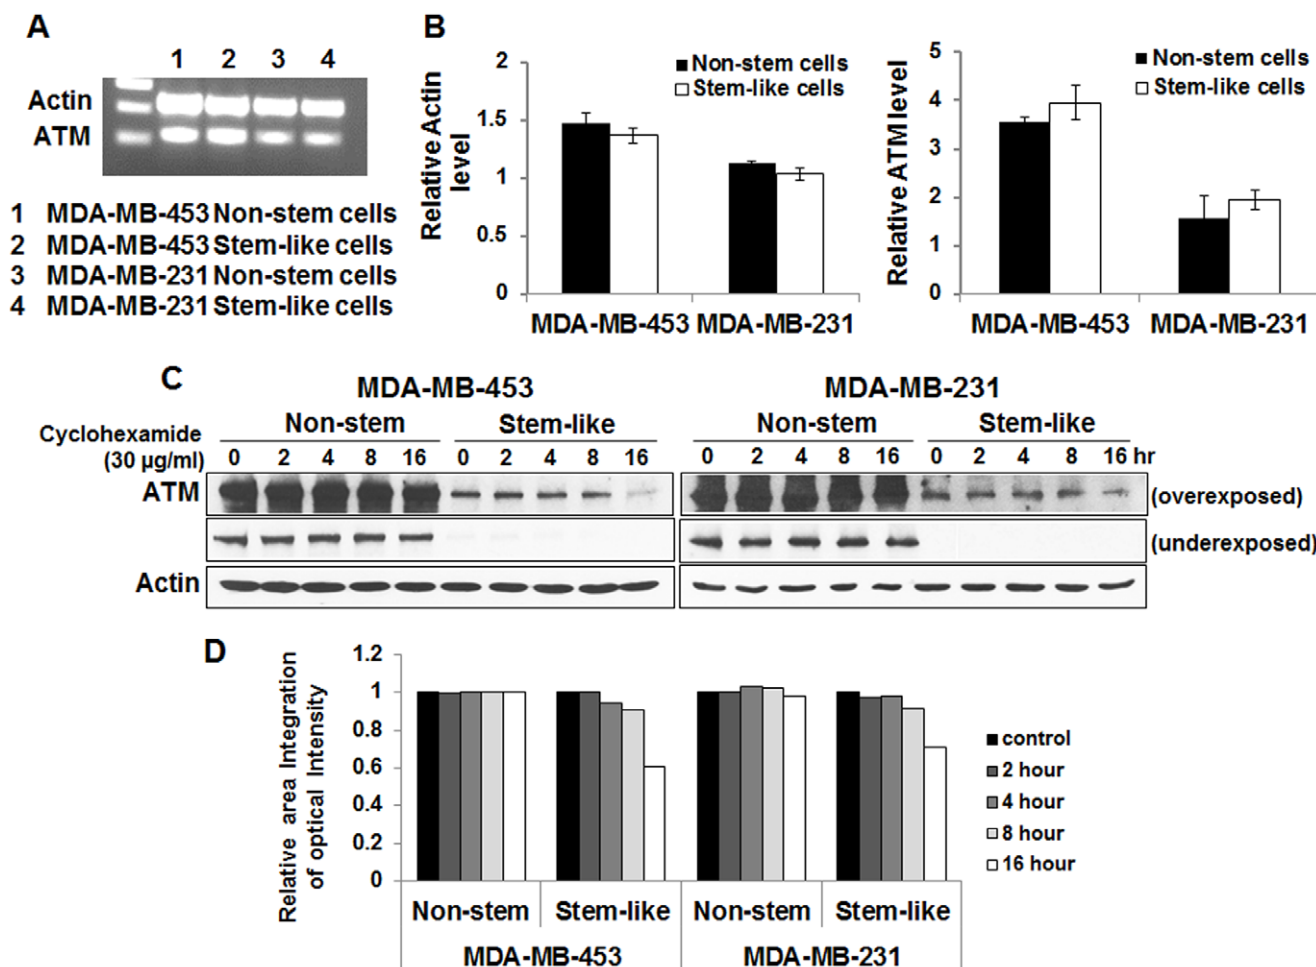 A
1 2 3 4
Actin
ATM
1 MDA-MB-453 Non-stem cells
2 MDA-MB-453 Stem-like cells
3 MDA-MB-231 Non-stem cells
4 MDA-MB-231 Stem-like cells
B
Relative Actin
level
2
1.5
1
0.5
0
Non-stem cells
Stem-like cells
MDA-MB-453 MDA-MB-231
Relative ATM level
5
4
3
2
1
0
Non-stem cells
Stem-like cells
MDA-MB-453 MDA-MB-231
C
MDA-MB-453 MDA-MB-231
Non-stem Stem-like Non-stem Stem-like
Cyclohexamide
(30 µg/ml)
0 2 4 8 16 0 2 4 8 16 0 2 4 8 16 0 2 4 8 16 hr
ATM
(overexposed)
(underexposed)
Actin
D
Relative area Integration
of optical Intensity
1.2
1
0.8
0.6
0.4
0.2
0
control
2 hour
4 hour
8 hour
16 hour
Non-stem Stem-like Non-stem Stem-like
MDA-MB-453 MDA-MB-231